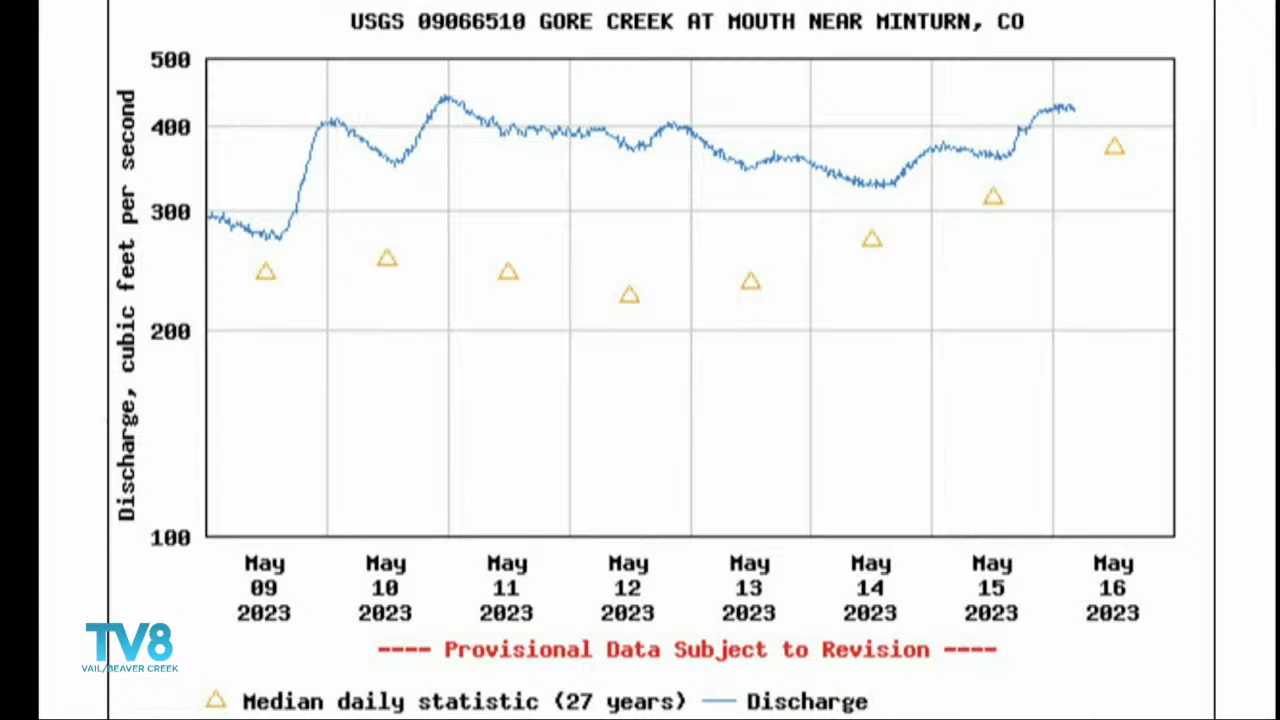 USGS 09066510 GORE CREEK AT MOUTH NEAR MINTURN, CO
Discharge, cubic feet per second
500
400
300
200
100
May May May May May May May May
09 10 11 12 13 14 15 16
2023 2023 2023 2023 2023 2023 2023 2023
---- Provisional Data Subject to Revision ----
Median daily statistic (27 years) Discharge
TV8
VAIL/BEAVER CREEK